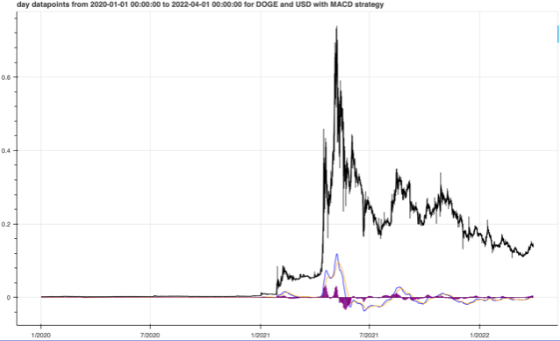 day datapoints from 2020-01-01 00:00:00 to 2022-04-01 00:00:00 for DOGE and USD with MACD strategy
0.6
0.4
0.2
0
1/2020 7/2020 1/2021 7/2021 1/2022